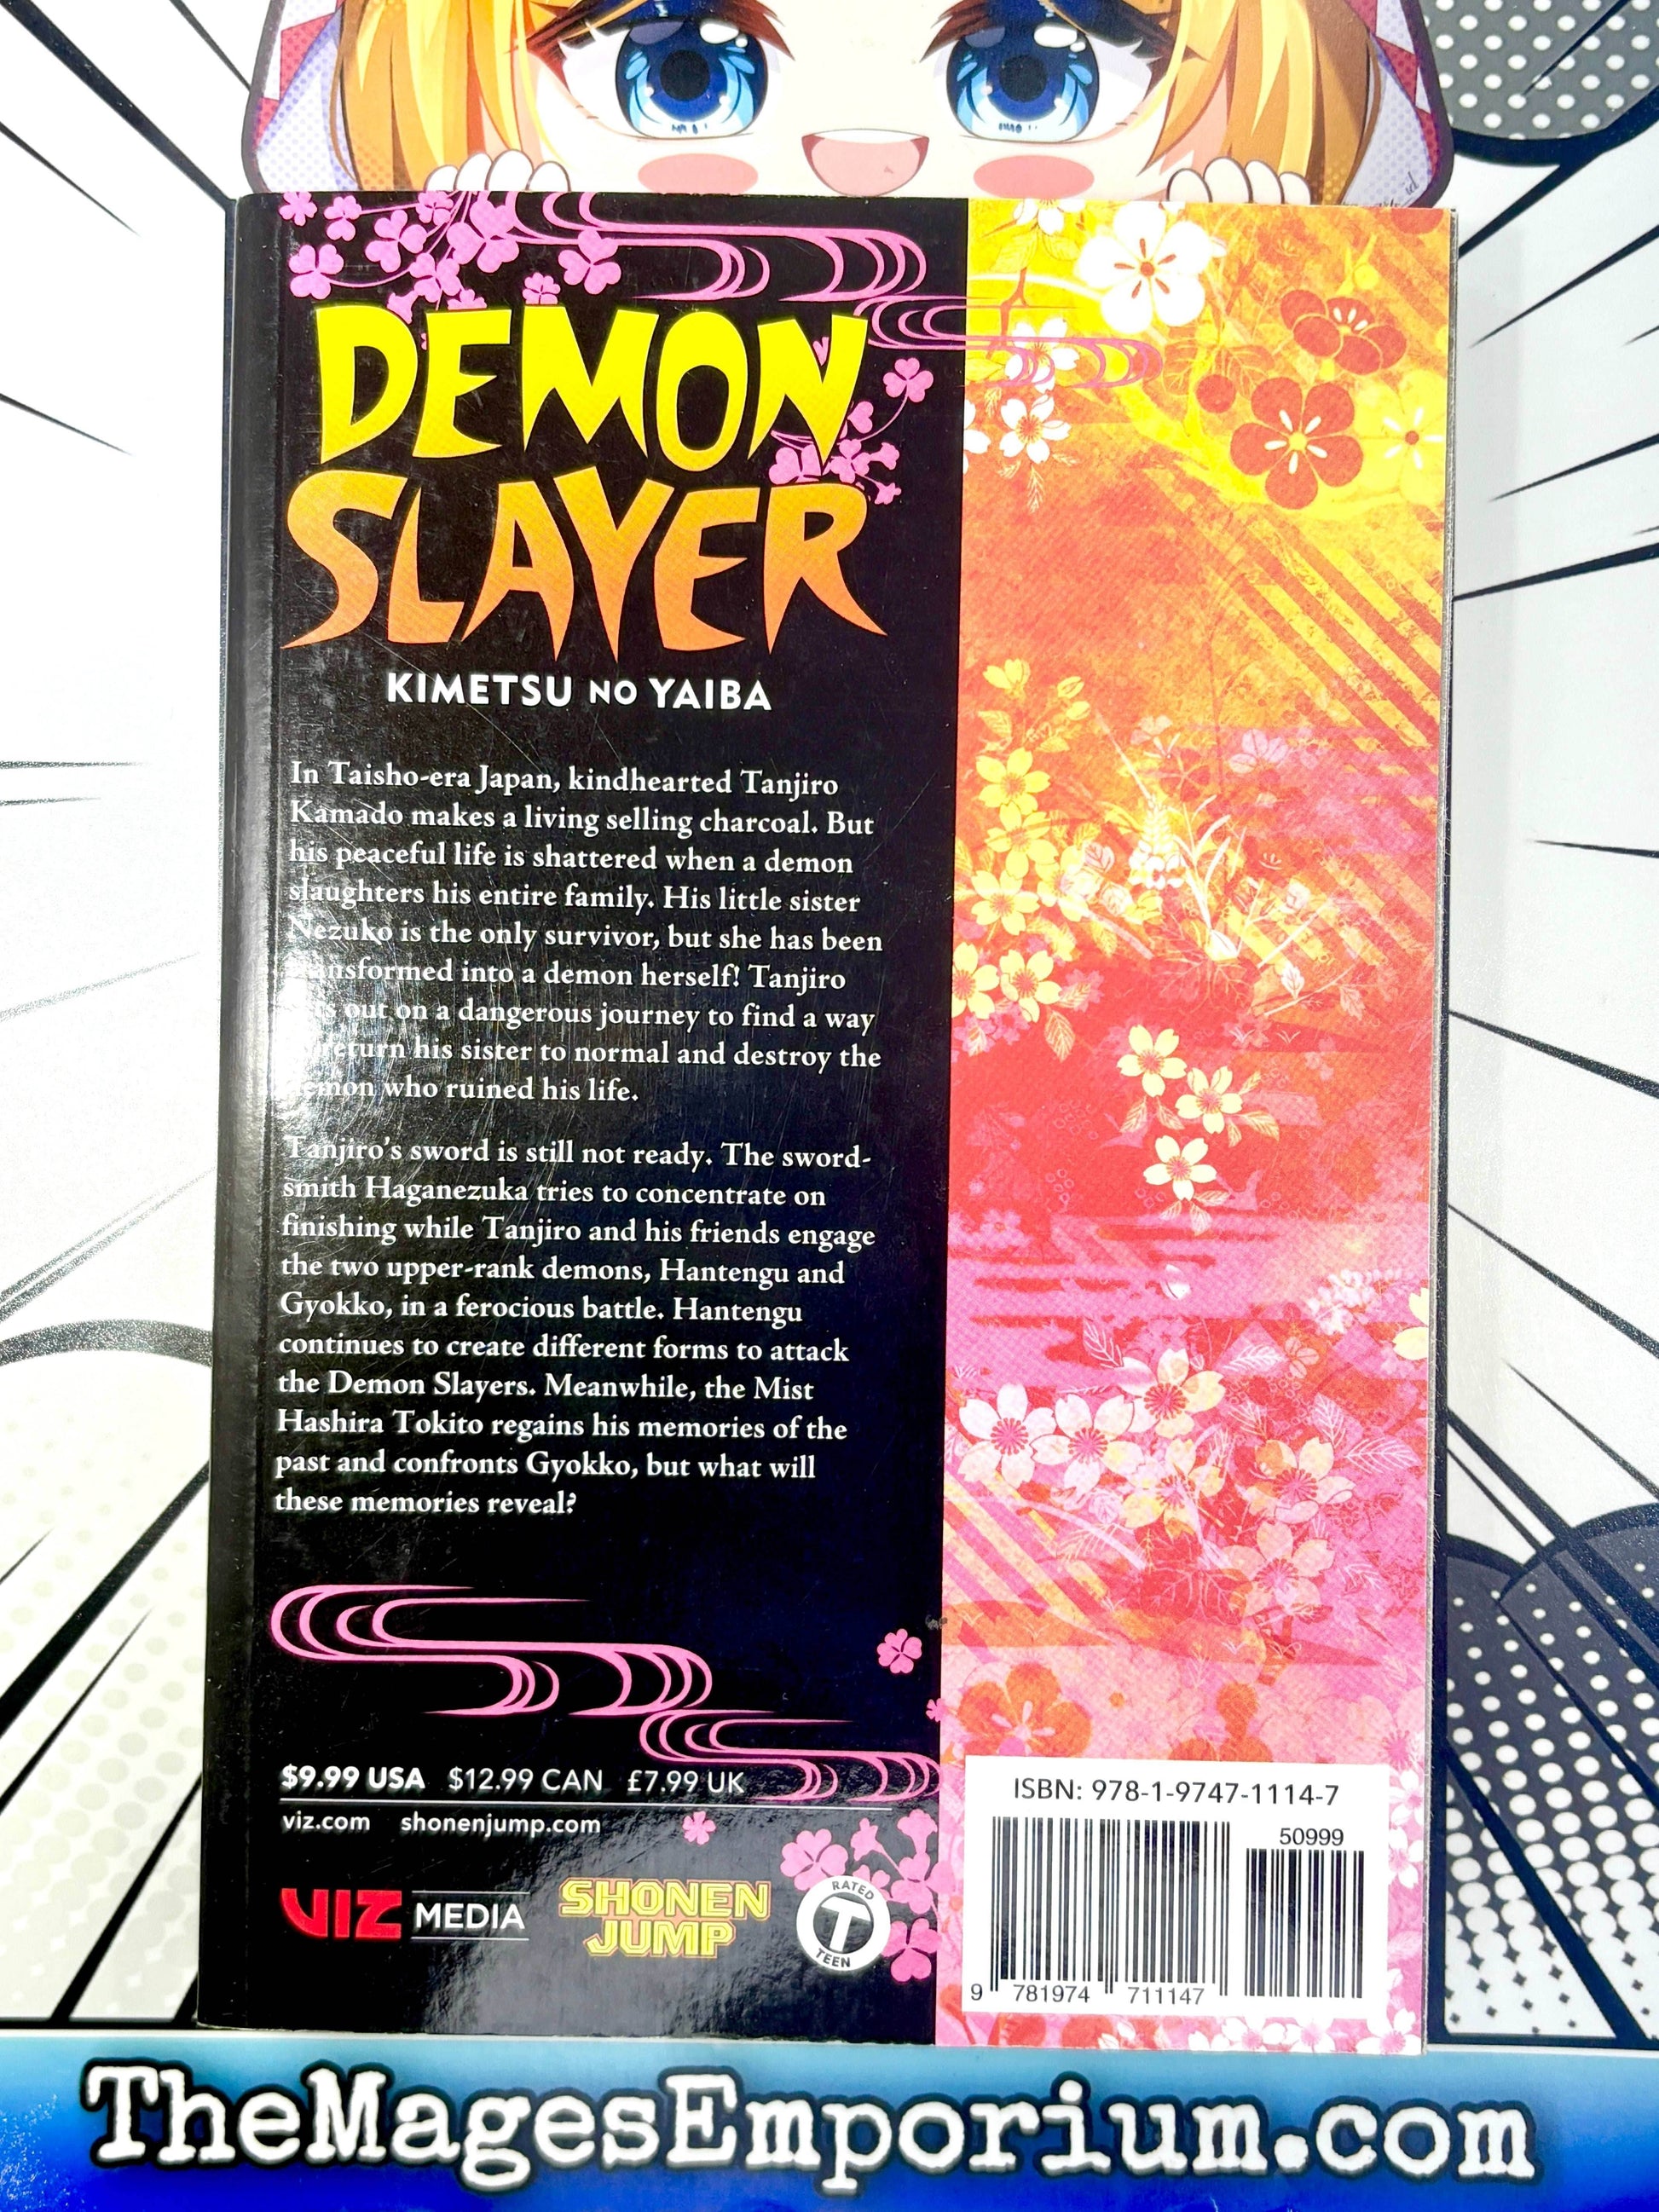 DEMON
SLAYER
KIMETSU NO YAIBA
In Taisho-era Japan, kindhearted Tanjiro
Kamado makes a living selling charcoal. But
his peaceful life is shattered when a demon
slaughters his entire family. His little sister
Nezuko is the only survivor, but she has been
transformed into a demon herself! Tanjiro
out on a dangerous journey to find a way
return his sister to normal and destroy the
demon who ruined his life.
Tanjiro's sword is still not ready. The sword-
smith Haganezuka tries to concentrate on
finishing while Tanjiro and his friends engage
the two upper-rank demons, Hantengu and
Gyokko, in a ferocious battle. Hantengu
continues to create different forms to attack
the Demon Slayers. Meanwhile, the Mist
Hashira Tokito regains his memories of the
past and confronts Gyokko, but what will
these memories reveal?
$9.99 USA $12.99 CAN £7.99 UK
viz.com shonenjump.com
VIZ MEDIA
SHONEN
JUMP
RATED
T
TEEN
ISBN: 978-1-9747-1114-7
50999
9 781974 711147
TheMagesEmporium.com